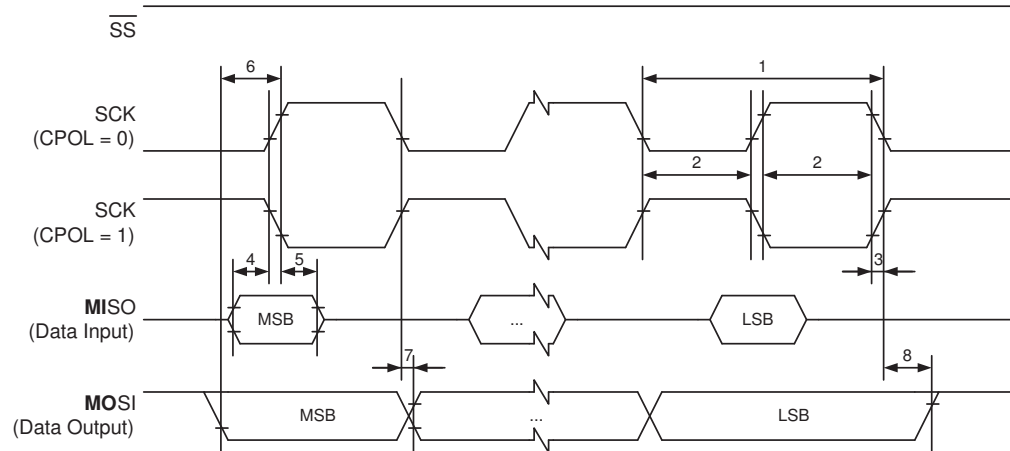 SS
6
1
SCK
(CPOL = 0)
2
2
SCK
(CPOL = 1)
4
5
3
MISO
(Data Input)
MSB
...
LSB
7
8
MOSI
(Data Output)
MSB
...
LSB